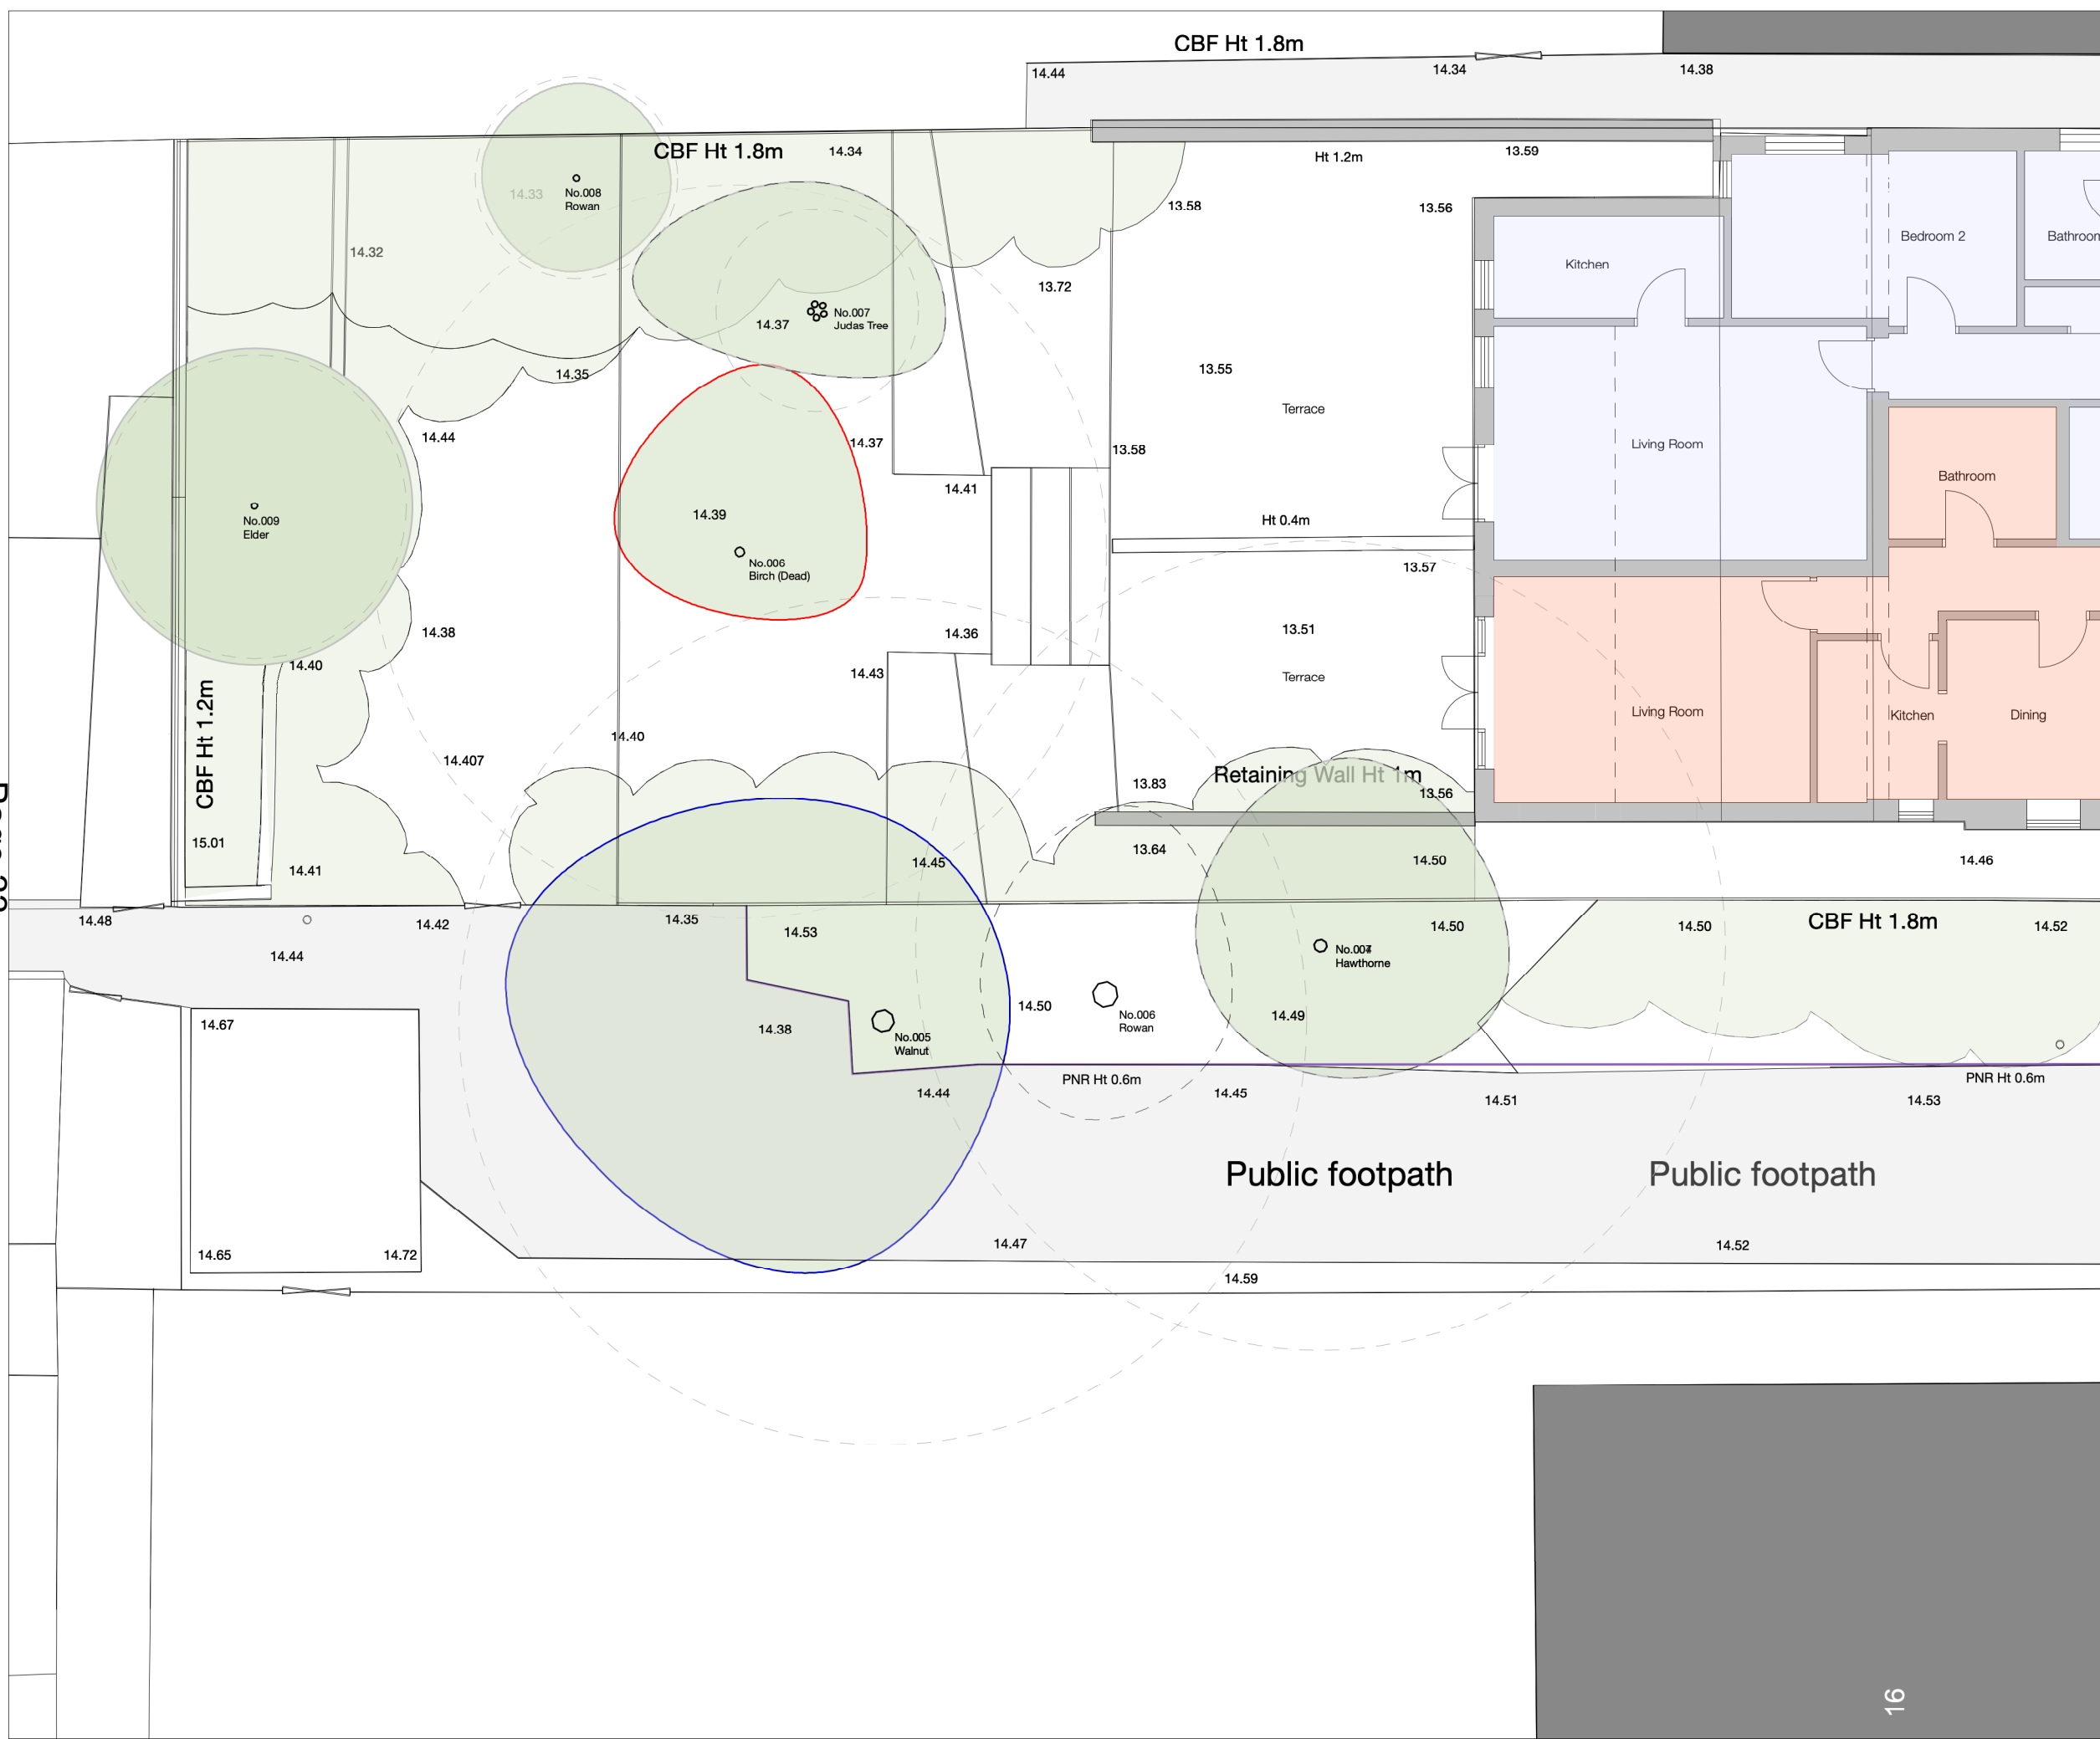 CBF Ht 1.8m
14.44
14.34
14.38
CBF Ht 1.8m
14.34
Ht 1.2m
13.59
14.33
No.008
Rowan
13.58
13.56
Bedroom 2
Bathroom
14.32
Kitchen
13.72
14.37
No.007
Judas Tree
14.35
13.55
Terrace
14.44
14.37
13.58
Living Room
Bathroom
14.41
14.39
No.009
Elder
Ht 0.4m
No.006
Birch (Dead)
13.57
14.38
14.36
13.51
14.40
14.43
Terrace
CBF Ht 1.2m
Living Room
Kitchen
Dining
14.40
14.407
Retaining Wall Ht 1m
13.83
13.56
15.01
13.64
14.41
14.45
14.50
14.46
14.48
14.42
14.35
14.53
14.50
14.50
CBF Ht 1.8m
14.52
14.44
Hawthorne
14.50
14.49
14.67
14.38
No.006
Rowan
No.005
Walnut
PNR Ht 0.6m
PNR Ht 0.6m
14.44
14.45
14.51
14.53
Public footpath
Public footpath
14.65
14.72
14.47
14.52
14.59
16